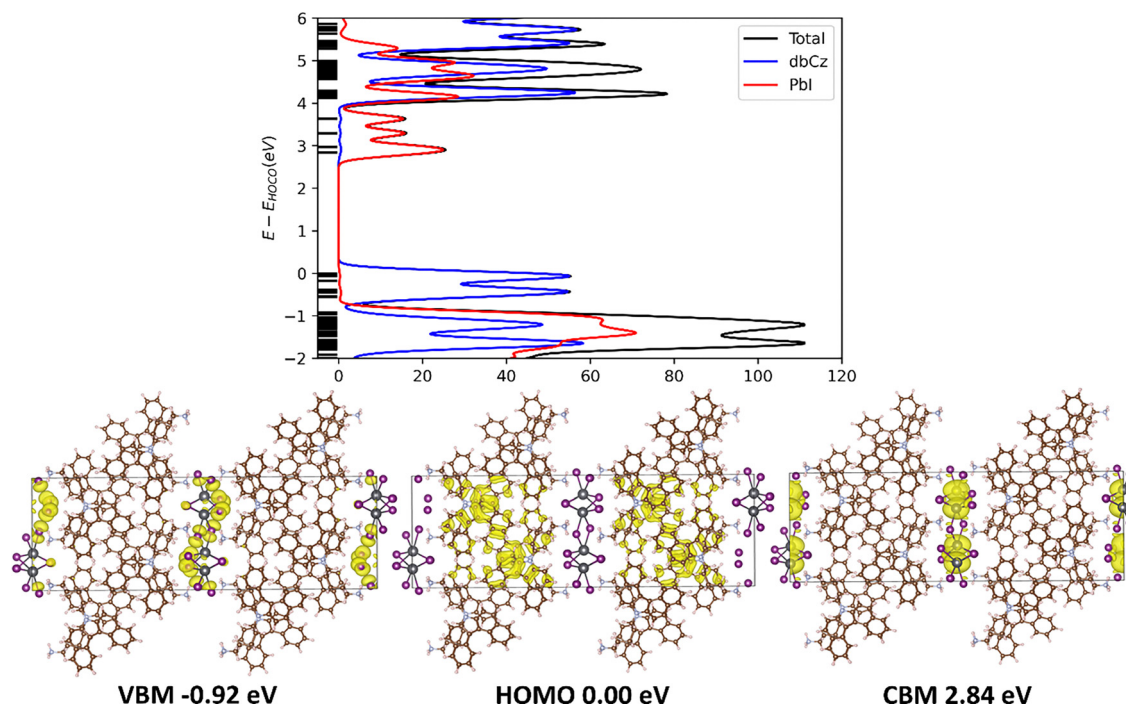 6
5
4
3
2
1
0
−1
−2
E − E_HOCO(eV)
Total
dbCz
PbI
0
20
40
60
80
100
120
VBM -0.92 eV
HOMO 0.00 eV
CBM 2.84 eV